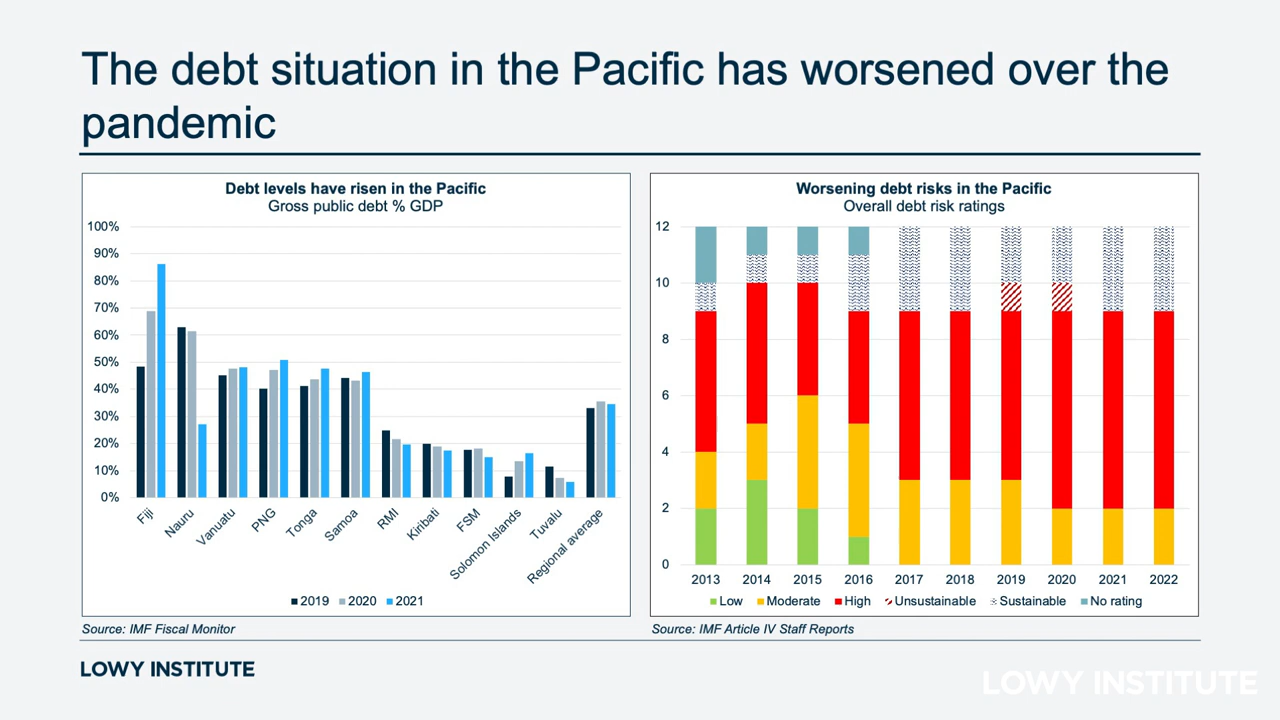 The debt situation in the Pacific has worsened over the
pandemic
Debt levels have risen in the Pacific
Gross public debt % GDP
100%
90%
80%
70%
60%
50%
40%
30%
20%
10%
0%
Fiji
Nauru
Vanuatu
PNG
Tonga
Samoa
RMI
Kiribati
FSM
Solomon Islands
Tuvalu
Regional average
2019 2020 2021
Source: IMF Fiscal Monitor
Worsening debt risks in the Pacific
Overall debt risk ratings
12
10
8
6
4
2
0
2013 2014 2015 2016 2017 2018 2019 2020 2021 2022
Low Moderate High Unsustainable Sustainable No rating
Source: IMF Article IV Staff Reports
LOWY INSTITUTE
LOWY INSTITUTE